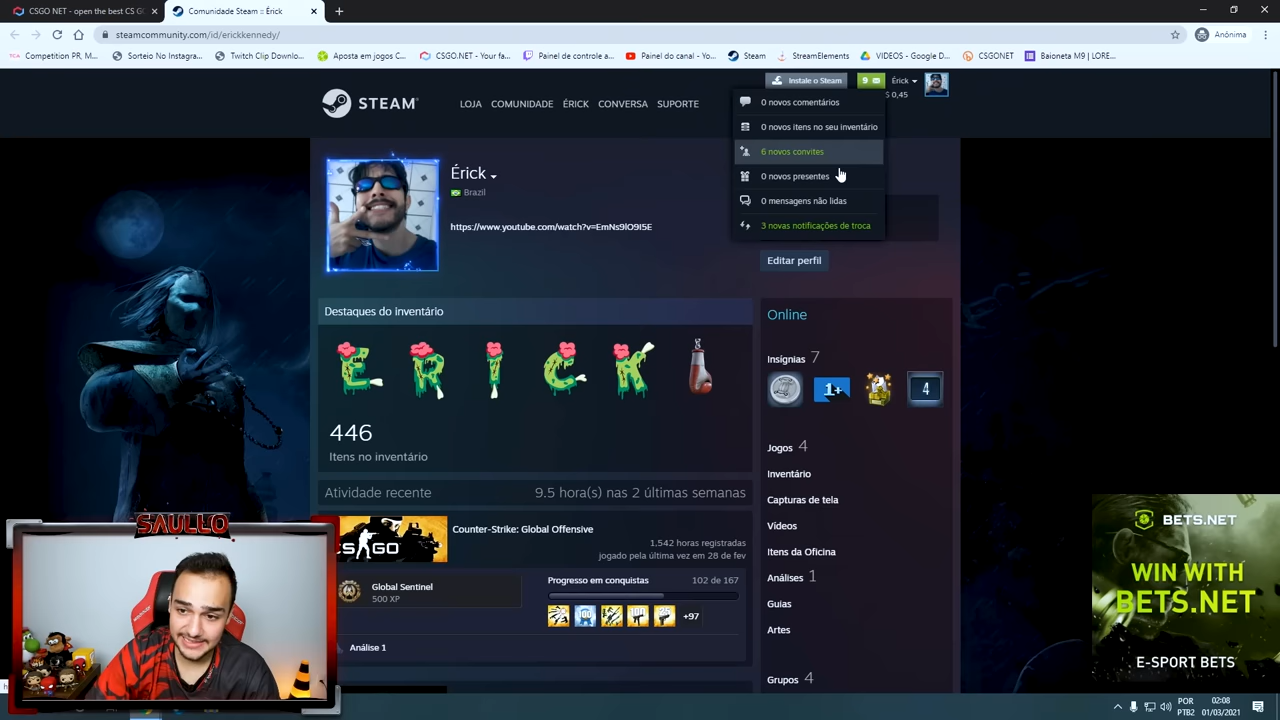 CSGO NET - open the best CS GO
Comunidade Steam :: Érick
steamcommunity.com/id/erickkennedy/
Anônima
Competition PR, M...
Sorteio No Instagra...
Twitch Clip Downlo...
Aposta em jogos C...
CSGO.NET - Your fa...
Painel de controle a...
Painel do canal - Yo...
Steam
StreamElements
VIDEOS - Google D...
CSGONET
Baioneta M9 | LORE...
Instale o Steam
9
Érick
$ 0,45
STEAM
LOJA COMUNIDADE ÉRICK CONVERSA SUPORTE
0 novos comentários
0 novos itens no seu inventário
6 novos convites
0 novos presentes
0 mensagens não lidas
3 novas notificações de troca
Érick
Brazil
https://www.youtube.com/watch?v=EmNs9lO9I5E
Editar perfil
Destaques do inventário
E R I C K
446
Itens no inventário
Atividade recente
9.5 hora(s) nas 2 últimas semanas
CS:GO
Counter-Strike: Global Offensive
1,542 horas registradas
jogado pela última vez em 28 de fev
Global Sentinel
500 XP
Progresso em conquistas
102 de 167
+97
Análise 1
Online
Insígnias 7
1+
4
Jogos 4
Inventário
Capturas de tela
Vídeos
Itens da Oficina
Análises 1
Guias
Artes
Grupos 4
SAULLO
BETS.NET
WIN WITH
BETS.NET
E-SPORT BETS
POR
PTB2
02:08
01/03/2021